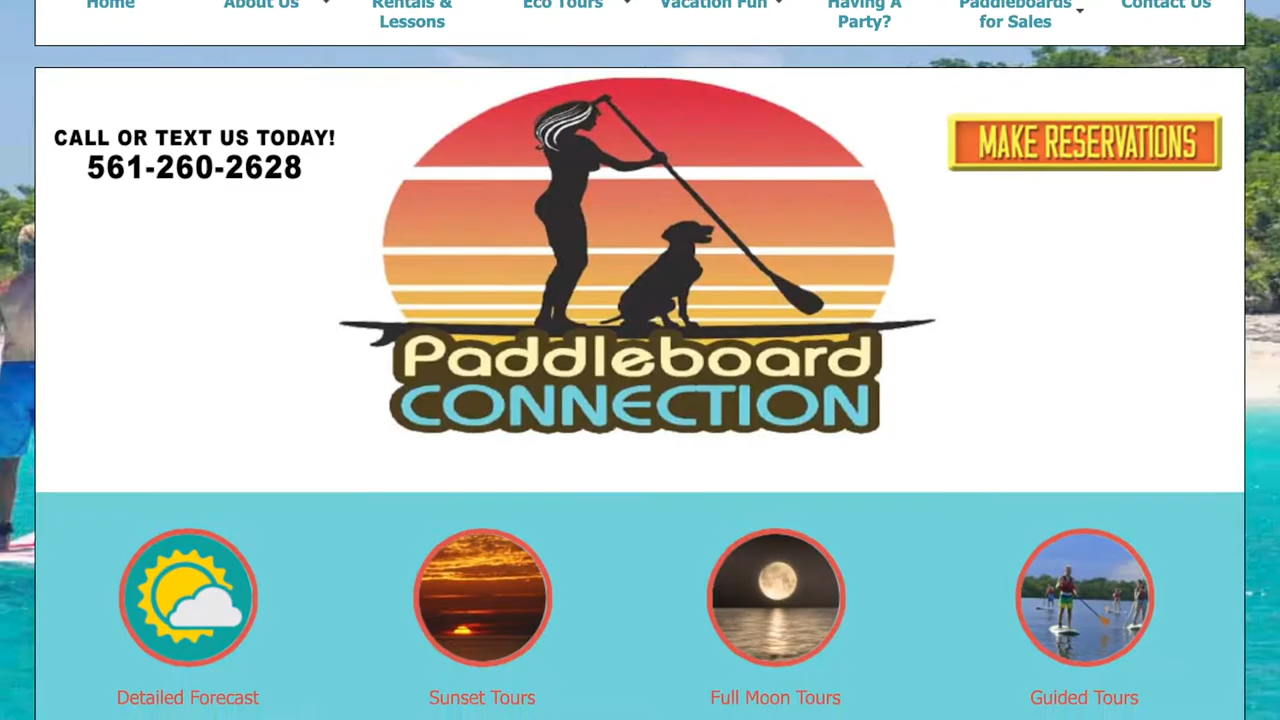 Home
About Us
Rentals &
Lessons
Eco Tours
Vacation Fun
Having A
Party?
Paddleboards
for Sales
Contact Us
CALL OR TEXT US TODAY!
561-260-2628
MAKE RESERVATIONS
Paddleboard
CONNECTION
Detailed Forecast
Sunset Tours
Full Moon Tours
Guided Tours